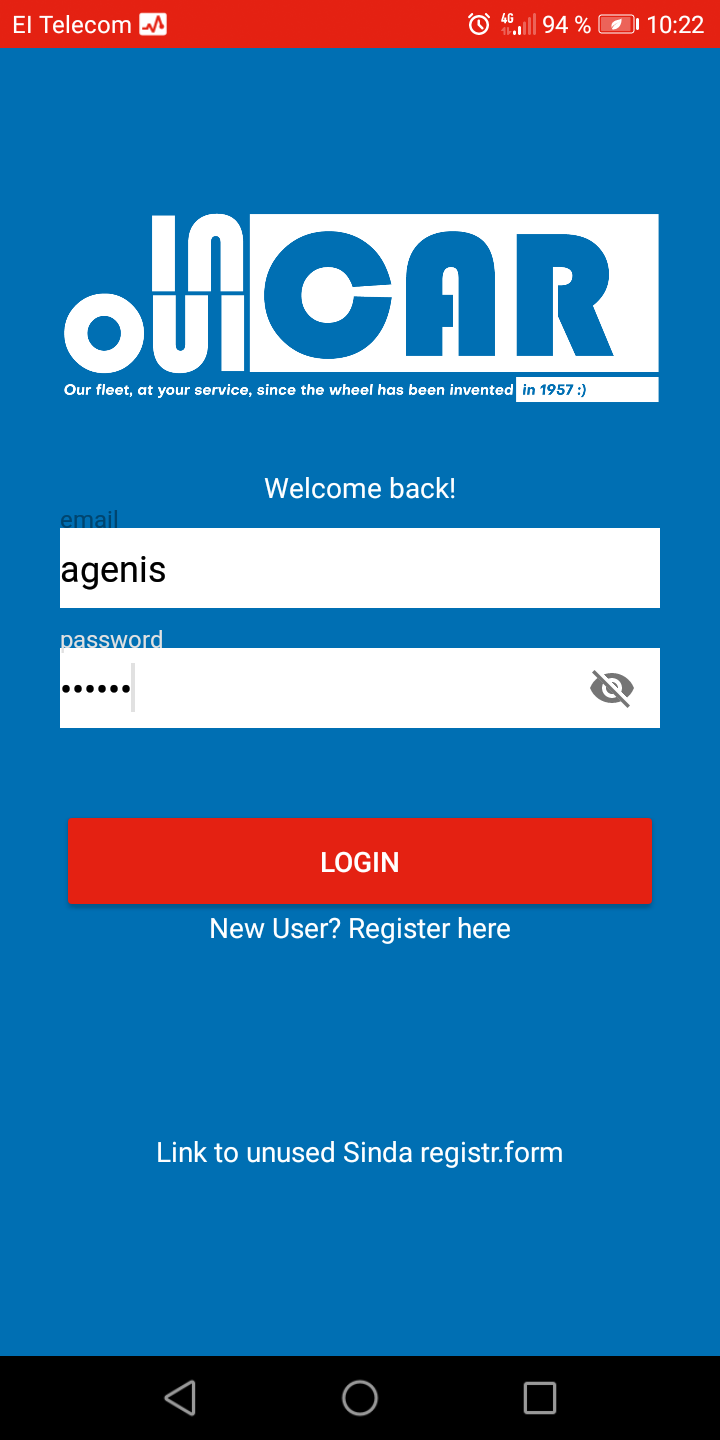 EI Telecom 4G 94 % 10:22
IN
OUI CAR
Our fleet, at your service, since the wheel has been invented in 1957 :)
Welcome back!
email
agenis
password
••••••
LOGIN
New User? Register here
Link to unused Sinda registr.form